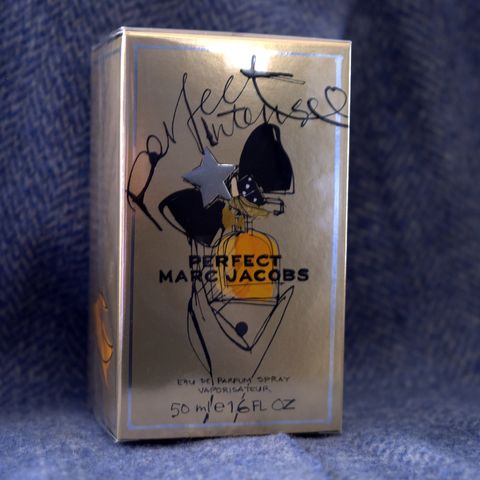 perfect
intense
PERFECT
MARC JACOBS
EAU DE PARFUM SPRAY
VAPORISATEUR
50 ml e 1.6 FL OZ